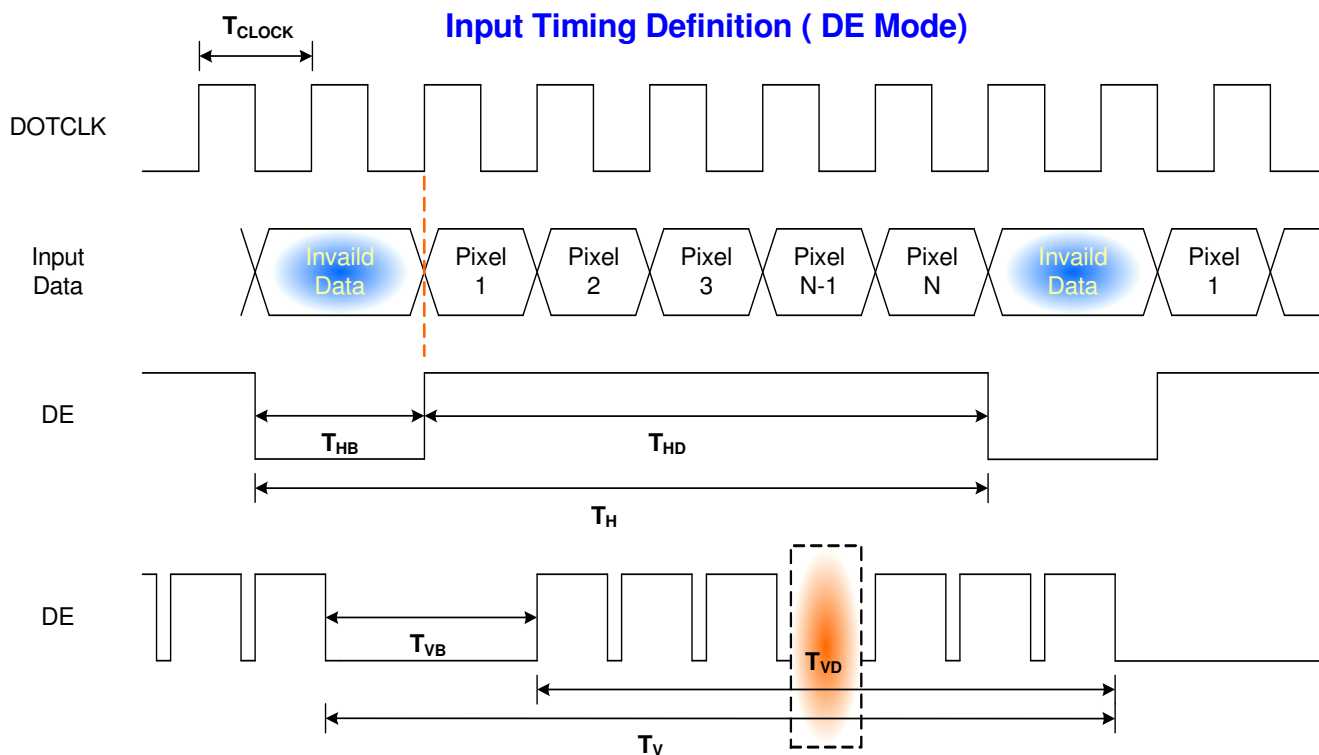 Input Timing Definition ( DE Mode)
TCLOCK
DOTCLK
Input
Data
Invaild
Data
Pixel
1
Pixel
2
Pixel
3
Pixel
N-1
Pixel
N
Invaild
Data
Pixel
1
DE
THB
THD
TH
DE
TVB
TVD
TV